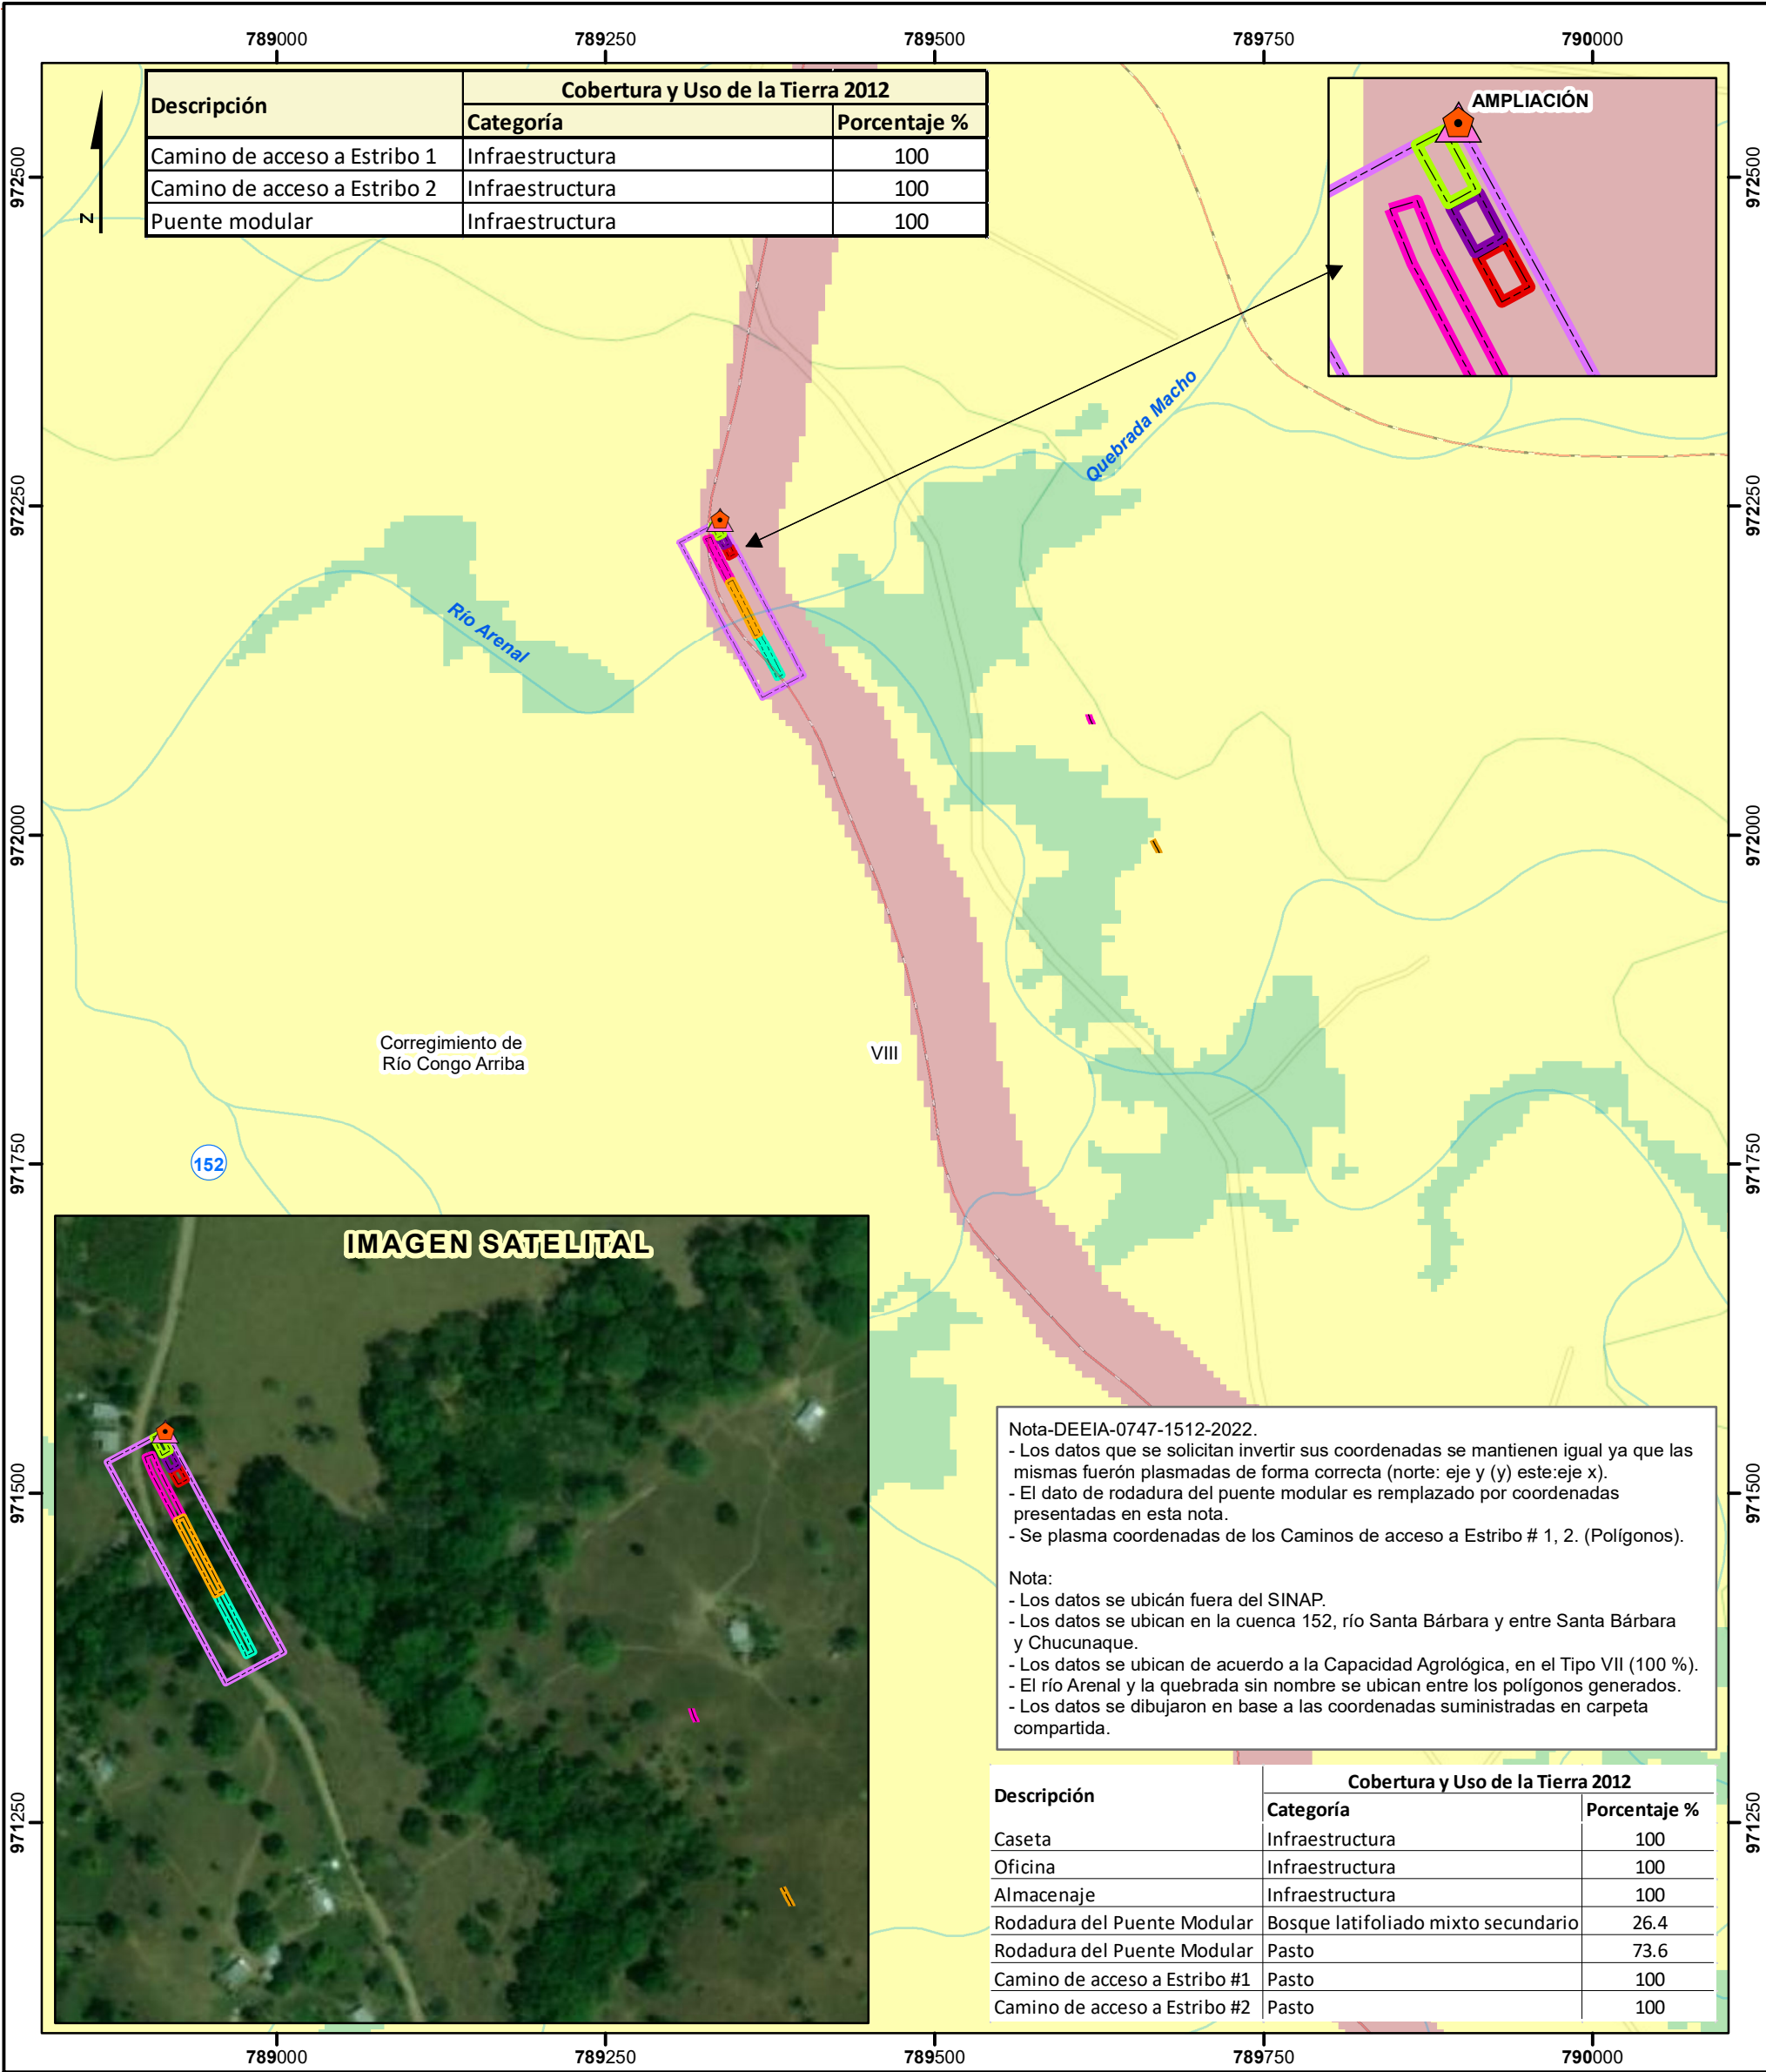 789000 789250 789500 789750 790000
Descripción Cobertura y Uso de la Tierra 2012
Categoría Porcentaje %
Camino de acceso a Estribo 1 Infraestructura 100
Camino de acceso a Estribo 2 Infraestructura 100
Puente modular Infraestructura 100
N
AMPLIACIÓN
972500 972500
Quebrada Macho
972250 972250
Río Arenal
972000 972000
Corregimiento de
Río Congo Arriba
VIII
971750 971750
152
IMAGEN SATELITAL
971500 971500
Nota-DEEIA-0747-1512-2022.
- Los datos que se solicitan invertir sus coordenadas se mantienen igual ya que las
mismas fuerón plasmadas de forma correcta (norte: eje y (y) este:eje x).
- El dato de rodadura del puente modular es remplazado por coordenadas
presentadas en esta nota.
- Se plasma coordenadas de los Caminos de acceso a Estribo # 1, 2. (Polígonos).
Nota:
- Los datos se ubicán fuera del SINAP.
- Los datos se ubican en la cuenca 152, río Santa Bárbara y entre Santa Bárbara
y Chucunaque.
- Los datos se ubican de acuerdo a la Capacidad Agrológica, en el Tipo VII (100 %).
- El río Arenal y la quebrada sin nombre se ubican entre los polígonos generados.
- Los datos se dibujaron en base a las coordenadas suministradas en carpeta
compartida.
971250 971250
Descripción Cobertura y Uso de la Tierra 2012
Categoría Porcentaje %
Caseta Infraestructura 100
Oficina Infraestructura 100
Almacenaje Infraestructura 100
Rodadura del Puente Modular Bosque latifoliado mixto secundario 26.4
Rodadura del Puente Modular Pasto 73.6
Camino de acceso a Estribo #1 Pasto 100
Camino de acceso a Estribo #2 Pasto 100
789000 789250 789500 789750 790000